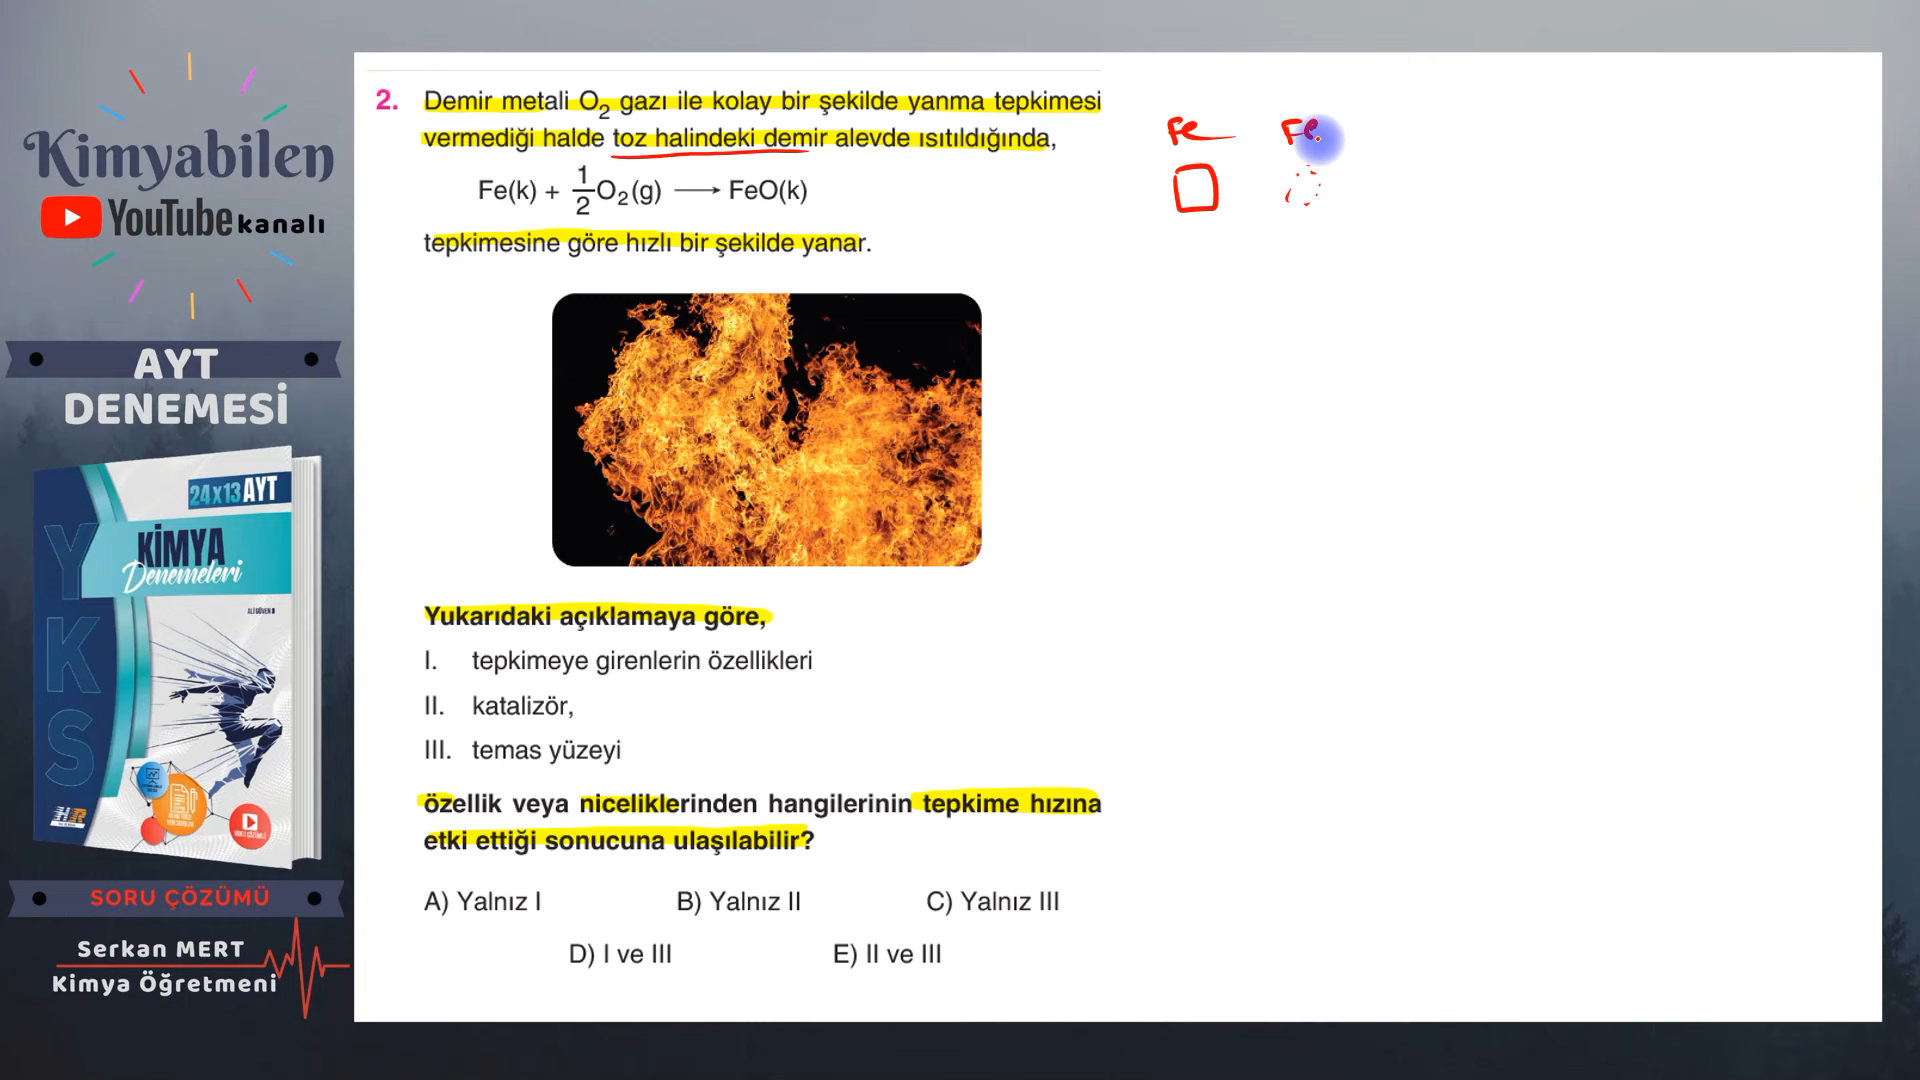 Kimyabilen
YouTube kanalı
AYT
DENEMESİ
24x13 AYT
KİMYA
Denemeleri
ALİ GÜVEN
YKS
SORU ÇÖZÜMÜ
Serkan MERT
Kimya Öğretmeni
2. Demir metali O₂ gazı ile kolay bir şekilde yanma tepkimesi
vermediği halde toz halindeki demir alevde ısıtıldığında,
Fe(k) + 1/2 O₂(g) ⟶ FeO(k)
tepkimesine göre hızlı bir şekilde yanar.
Fe Fe
Yukarıdaki açıklamaya göre,
I. tepkimeye girenlerin özellikleri
II. katalizör,
III. temas yüzeyi
özellik veya niceliklerinden hangilerinin tepkime hızına
etki ettiği sonucuna ulaşılabilir?
A) Yalnız I B) Yalnız II C) Yalnız III
D) I ve III E) II ve III